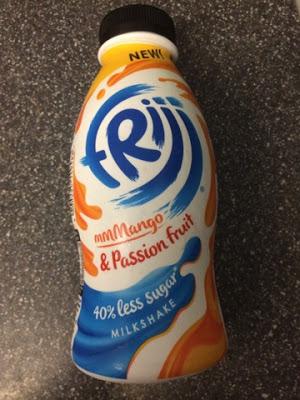 NEW!
FRijj
mmMango
& Passion Fruit
40% less sugar*
MILKSHAKE